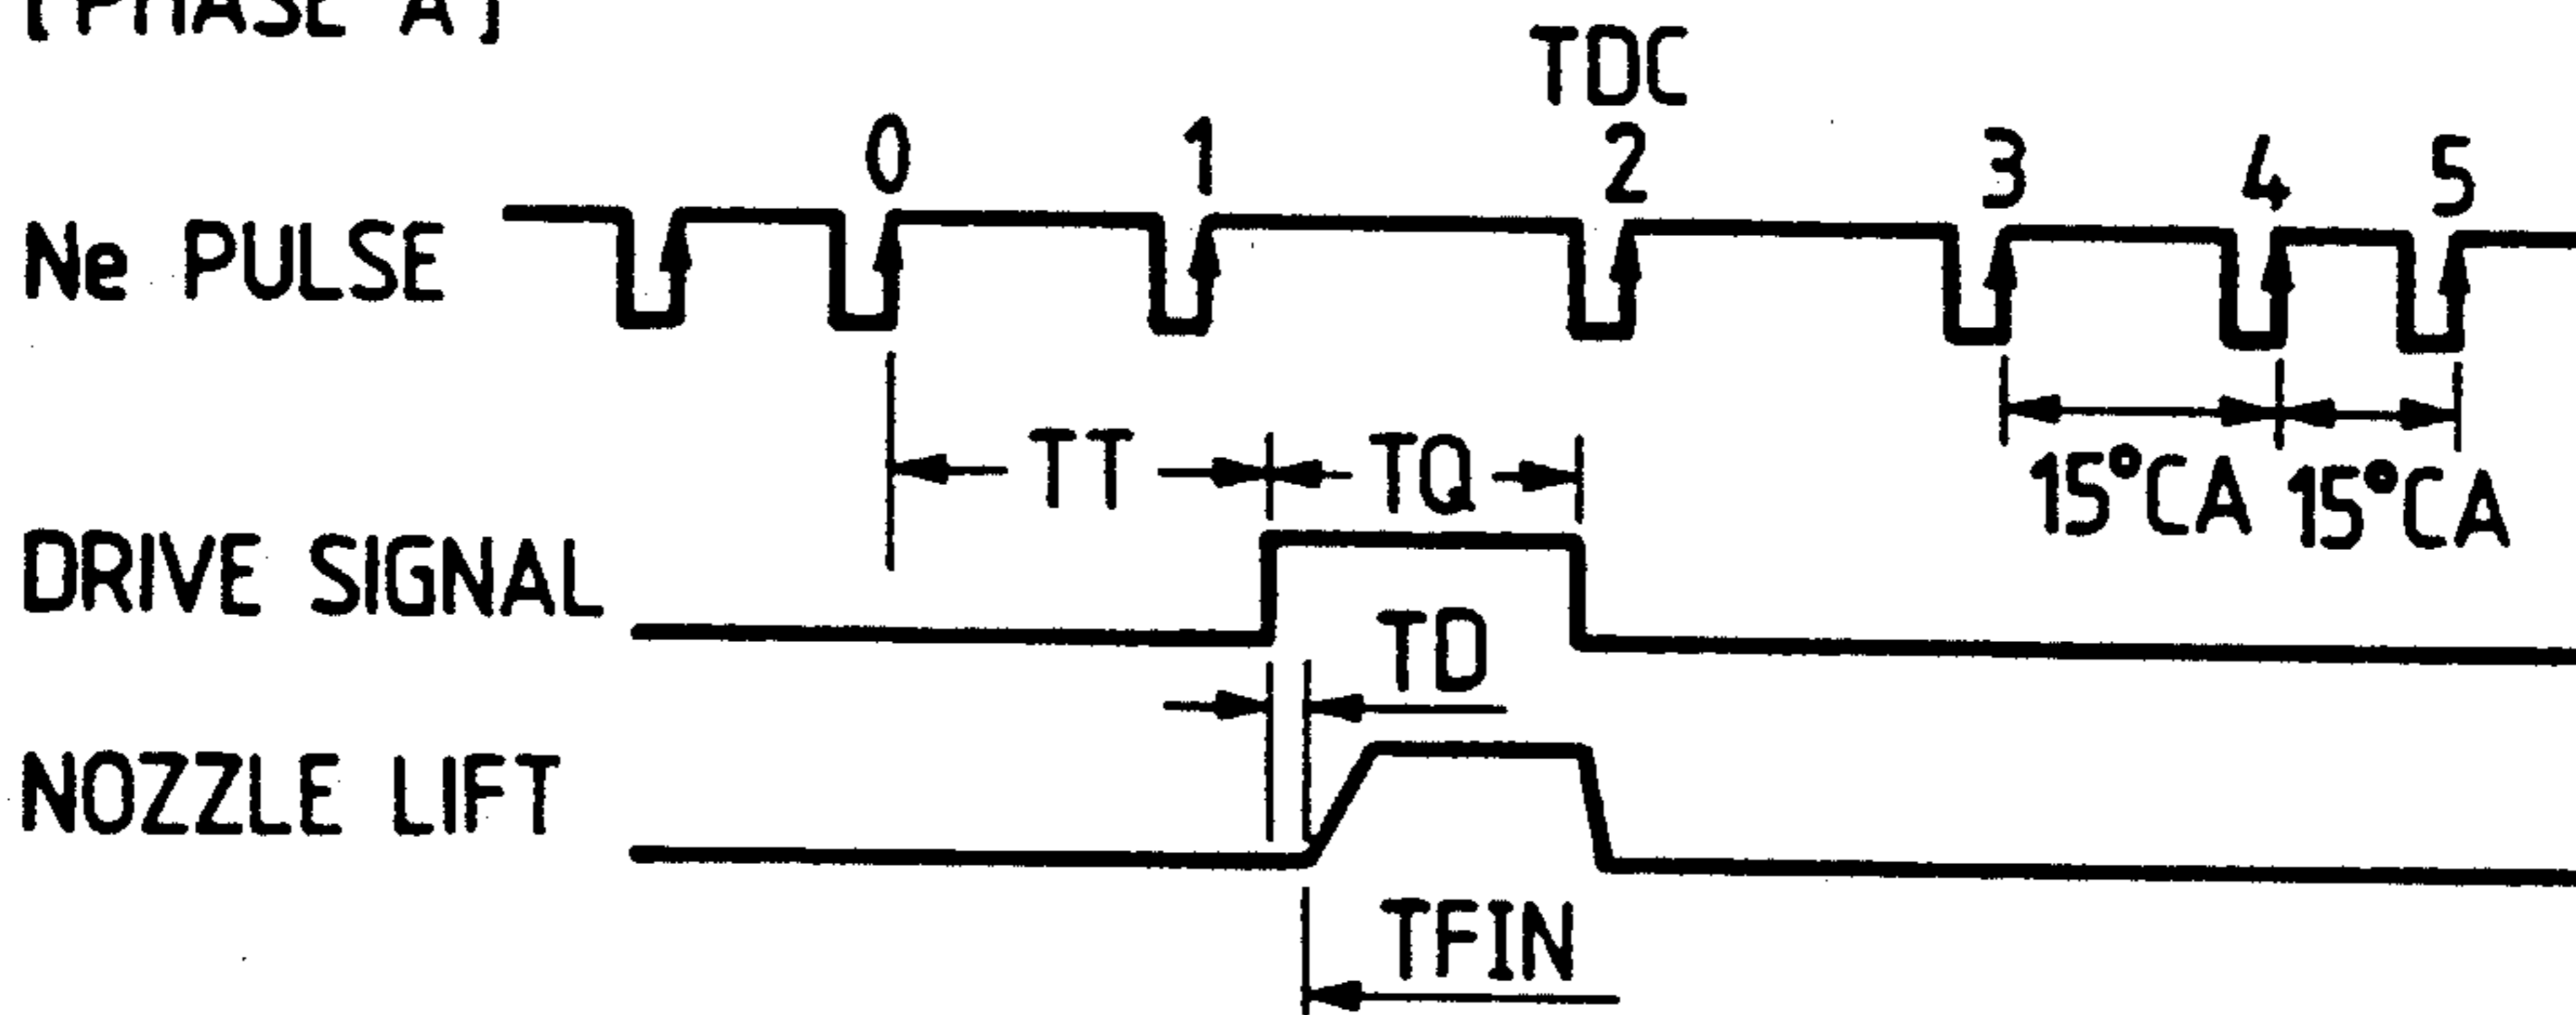 [PHASE A]
TDC
0 1 2 3 4 5
Ne PULSE
TT TQ 15°CA 15°CA
DRIVE SIGNAL
TD
NOZZLE LIFT
TFIN